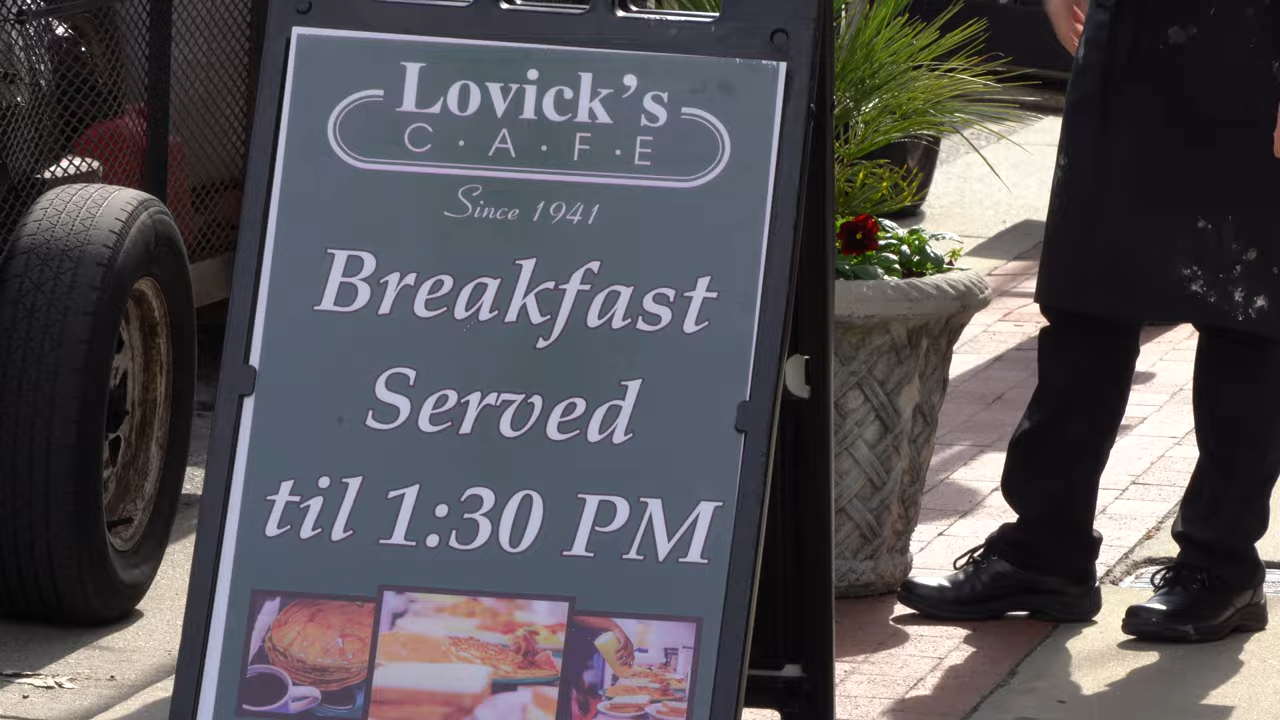 Lovick's
C·A·F·E
Since 1941
Breakfast
Served
til 1:30 PM